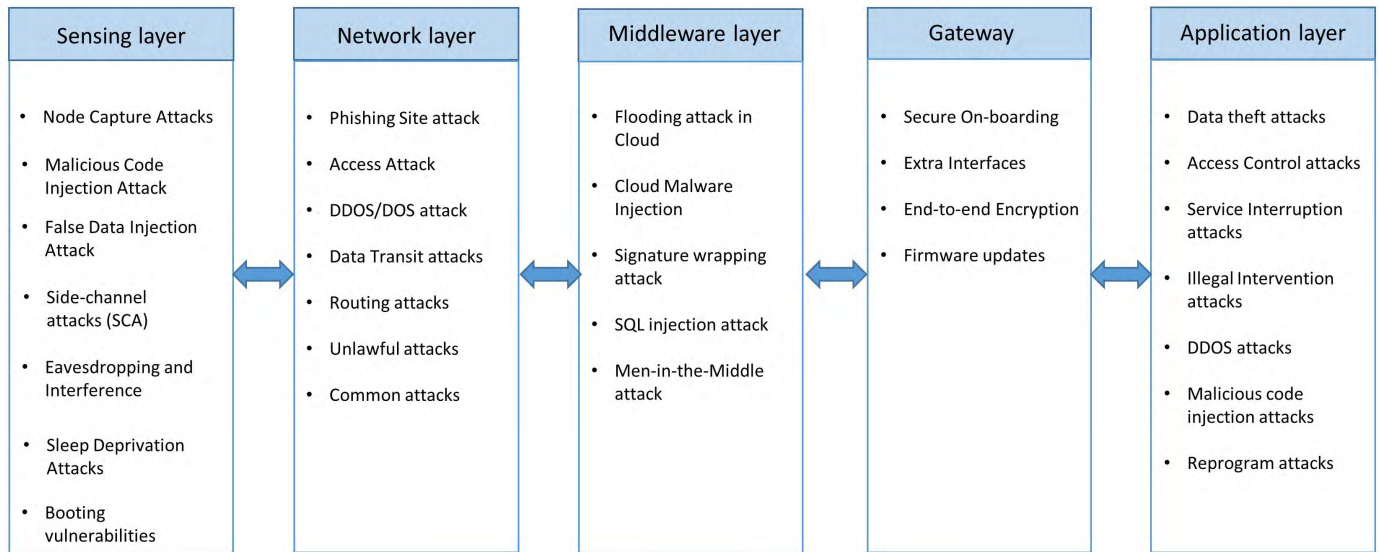 Sensing layer
• Node Capture Attacks
• Malicious Code
Injection Attack
• False Data Injection
Attack
• Side-channel
attacks (SCA)
• Eavesdropping and
Interference
• Sleep Deprivation
Attacks
• Booting
vulnerabilities
Network layer
• Phishing Site attack
• Access Attack
• DDOS/DOS attack
• Data Transit attacks
• Routing attacks
• Unlawful attacks
• Common attacks
Middleware layer
• Flooding attack in
Cloud
• Cloud Malware
Injection
• Signature wrapping
attack
• SQL injection attack
• Men-in-the-Middle
attack
Gateway
• Secure On-boarding
• Extra Interfaces
• End-to-end Encryption
• Firmware updates
Application layer
• Data theft attacks
• Access Control attacks
• Service Interruption
attacks
• Illegal Intervention
attacks
• DDOS attacks
• Malicious code
injection attacks
• Reprogram attacks